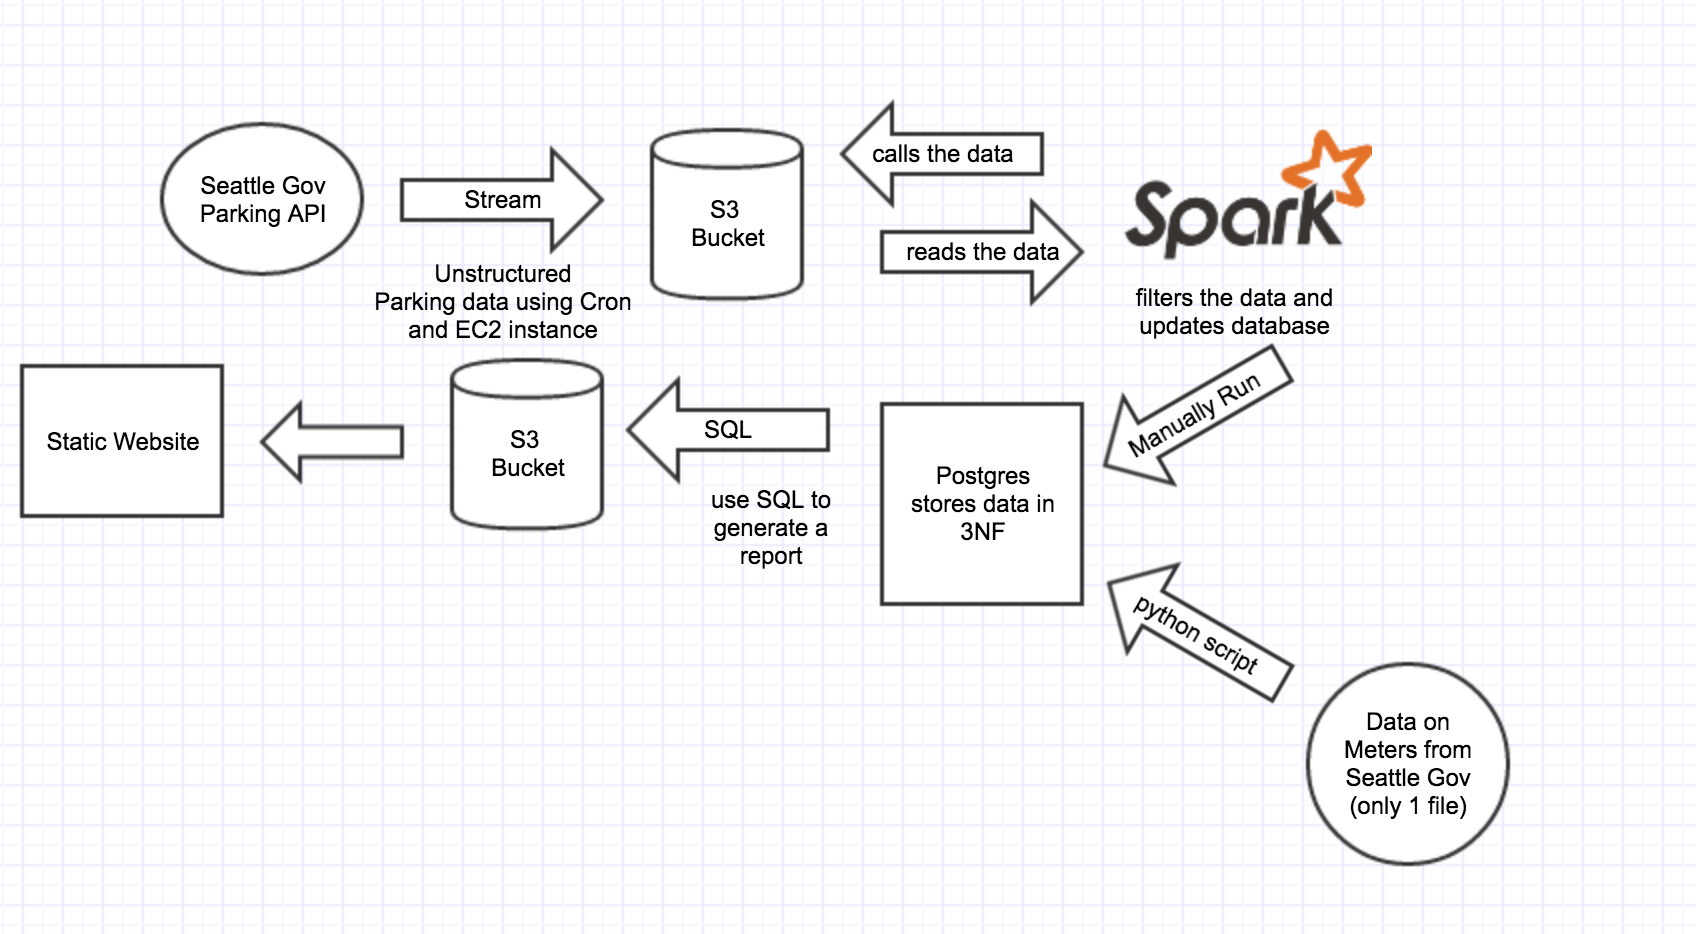 Seattle Gov
Parking API
Stream
Unstructured
Parking data using Cron
and EC2 instance
S3
Bucket
calls the data
reads the data
Spark
filters the data and
updates database
Manually Run
Postgres
stores data in
3NF
python script
Data on
Meters from
Seattle Gov
(only 1 file)
SQL
use SQL to
generate a
report
S3
Bucket
Static Website